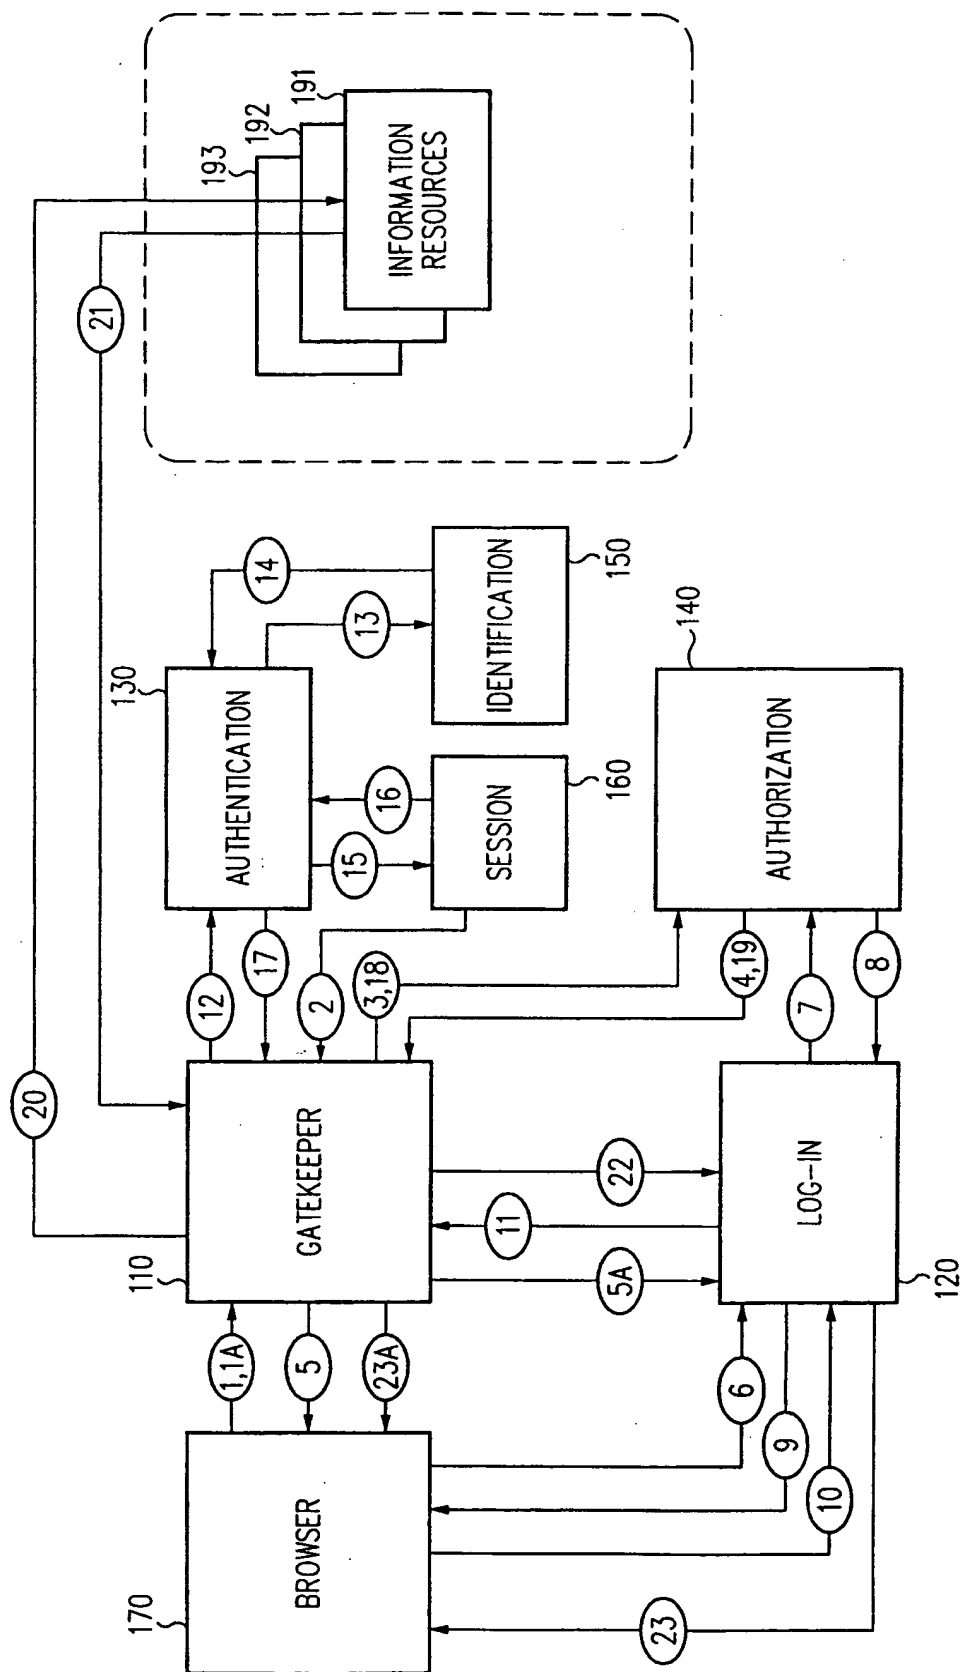 20
21
193
192
191
INFORMATION
RESOURCES
130
AUTHENTICATION
14
13
IDENTIFICATION
150
12
17
15
16
SESSION
160
2
3,18
4,19
140
AUTHORIZATION
110
GATEKEEPER
1,1A
5
23A
170
BROWSER
22
11
5A
7
8
LOG-IN
120
6
9
10
23